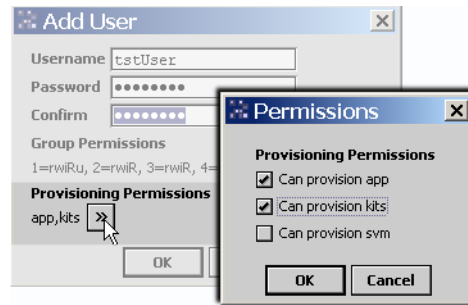 Add User
Username tstUser
Password ●●●●●●●●
Confirm ●●●●●●●●
Group Permissions
1=rwiRu, 2=rwiR, 3=rwiR, 4=
Provisioning Permissions
app,kits »
OK
Permissions
Provisioning Permissions
Can provision app
Can provision kits
Can provision svm
OK Cancel